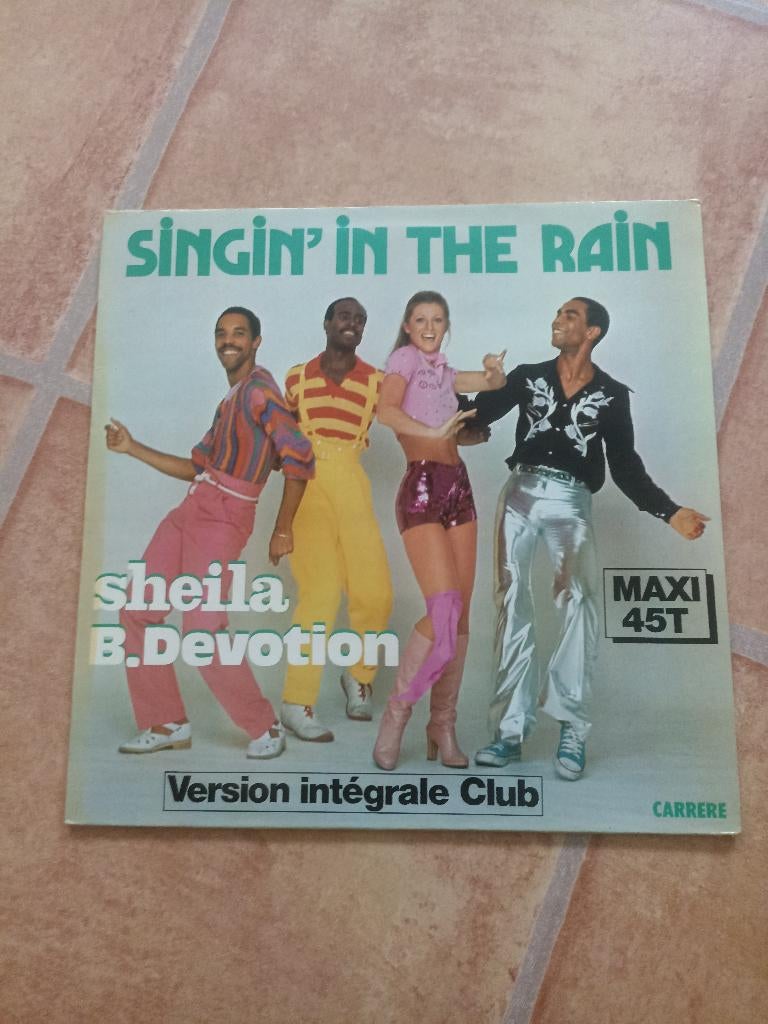 SiNGiN' iN THE RAiN
sheila
B.Devotion
MAXI
45T
Version intégrale Club
CARRERE